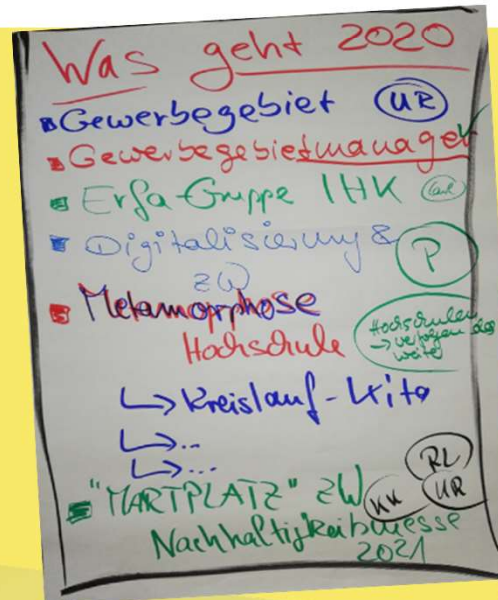 Was geht 2020
Gewerbegebiet UR
Gewerbegebietmanager
Erfa-Gruppe IHK
Digitalisierung &
ZW P
Metamorphose
Hochschule
Hochschulen
→ verfolgen das
weiter
↳ Kreislauf-Kita
↳...
↳...
RL
"MARTPLATZ" ZW KK UR
Nachhaltigkeitsmesse
2021